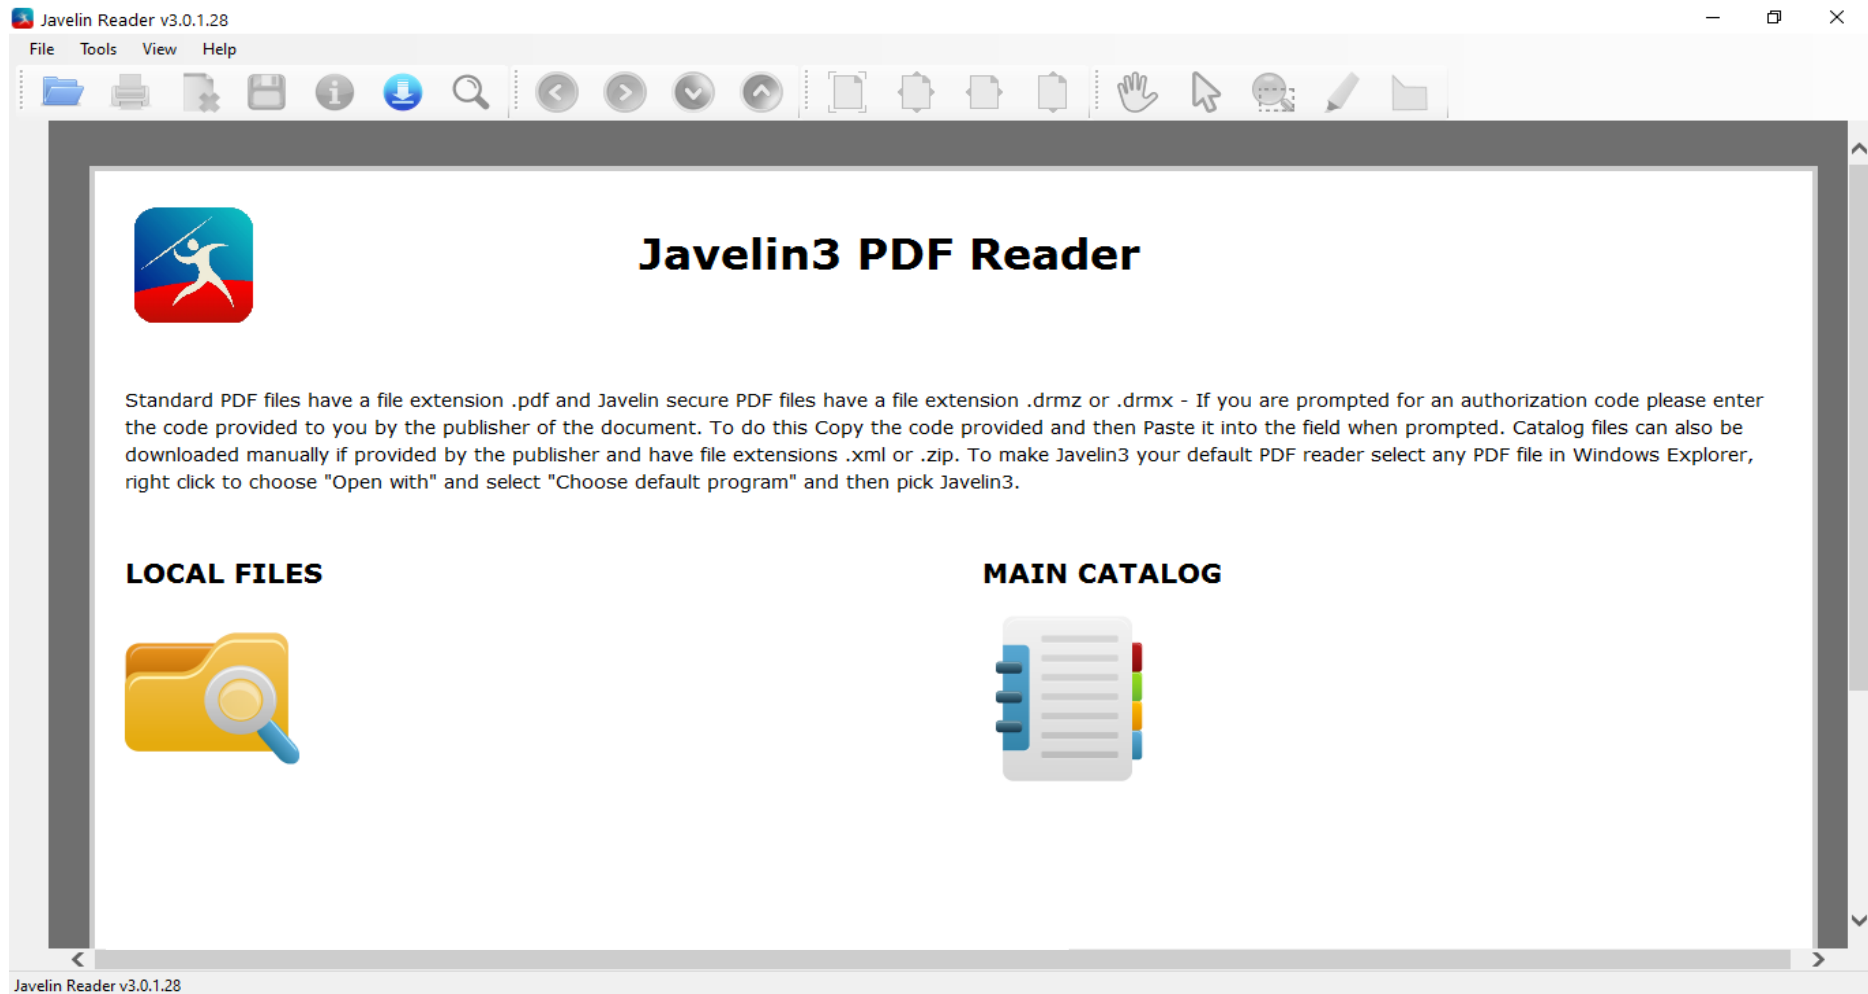 Javelin Reader v3.0.1.28
File Tools View Help
Javelin3 PDF Reader
Standard PDF files have a file extension .pdf and Javelin secure PDF files have a file extension .drmz or .drmx - If you are prompted for an authorization code please enter
the code provided to you by the publisher of the document. To do this Copy the code provided and then Paste it into the field when prompted. Catalog files can also be
downloaded manually if provided by the publisher and have file extensions .xml or .zip. To make Javelin3 your default PDF reader select any PDF file in Windows Explorer,
right click to choose "Open with" and select "Choose default program" and then pick Javelin3.
LOCAL FILES
MAIN CATALOG
Javelin Reader v3.0.1.28